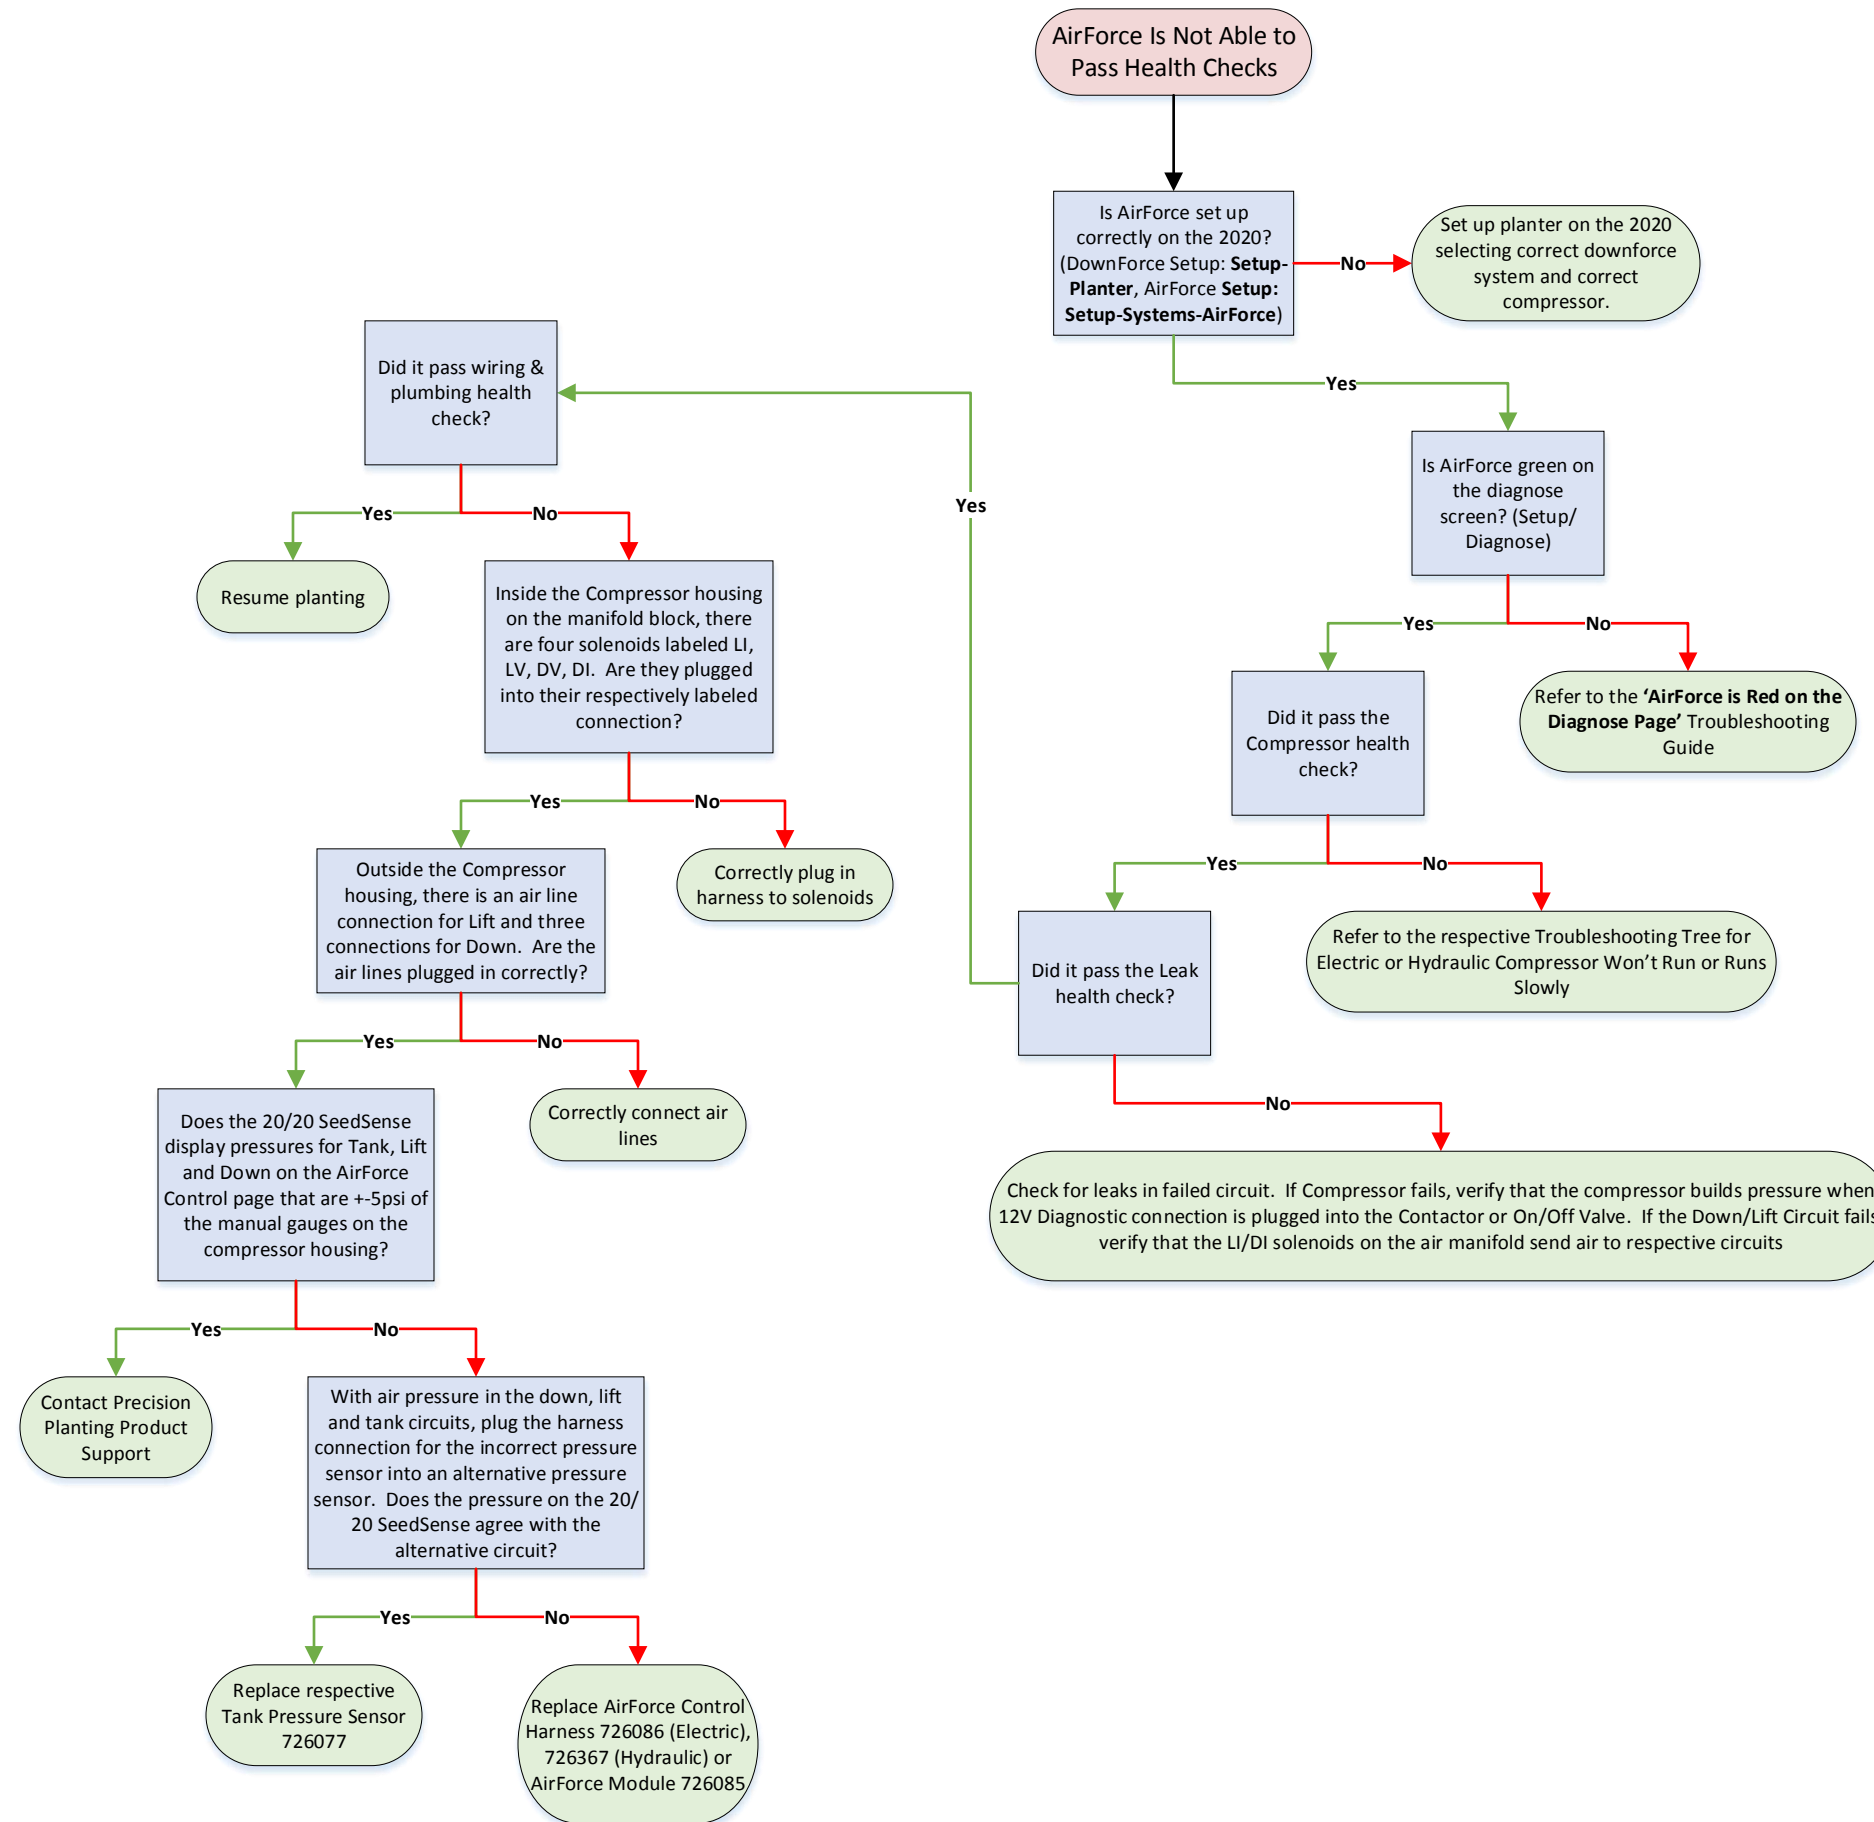 AirForce Is Not Able to
Pass Health Checks
Is AirForce set up
correctly on the 2020?
(DownForce Setup: Setup-
Planter, AirForce Setup:
Setup-Systems-AirForce)
No
Set up planter on the 2020
selecting correct downforce
system and correct
compressor.
Yes
Is AirForce green on
the diagnose
screen? (Setup/
Diagnose)
Yes
No
Refer to the ‘AirForce is Red on the
Diagnose Page’ Troubleshooting
Guide
Did it pass the
Compressor health
check?
Yes
No
Refer to the respective Troubleshooting Tree for
Electric or Hydraulic Compressor Won’t Run or Runs
Slowly
Did it pass the Leak
health check?
No
Check for leaks in failed circuit. If Compressor fails, verify that the compressor builds pressure when
12V Diagnostic connection is plugged into the Contactor or On/Off Valve. If the Down/Lift Circuit fails
verify that the LI/DI solenoids on the air manifold send air to respective circuits
Yes
Did it pass wiring &
plumbing health
check?
Yes
No
Resume planting
Inside the Compressor housing
on the manifold block, there
are four solenoids labeled LI,
LV, DV, DI. Are they plugged
into their respectively labeled
connection?
Yes
No
Correctly plug in
harness to solenoids
Outside the Compressor
housing, there is an air line
connection for Lift and three
connections for Down. Are the
air lines plugged in correctly?
Yes
No
Correctly connect air
lines
Does the 20/20 SeedSense
display pressures for Tank, Lift
and Down on the AirForce
Control page that are +-5psi of
the manual gauges on the
compressor housing?
Yes
No
Contact Precision
Planting Product
Support
With air pressure in the down, lift
and tank circuits, plug the harness
connection for the incorrect pressure
sensor into an alternative pressure
sensor. Does the pressure on the 20/
20 SeedSense agree with the
alternative circuit?
Yes
No
Replace respective
Tank Pressure Sensor
726077
Replace AirForce Control
Harness 726086 (Electric),
726367 (Hydraulic) or
AirForce Module 726085